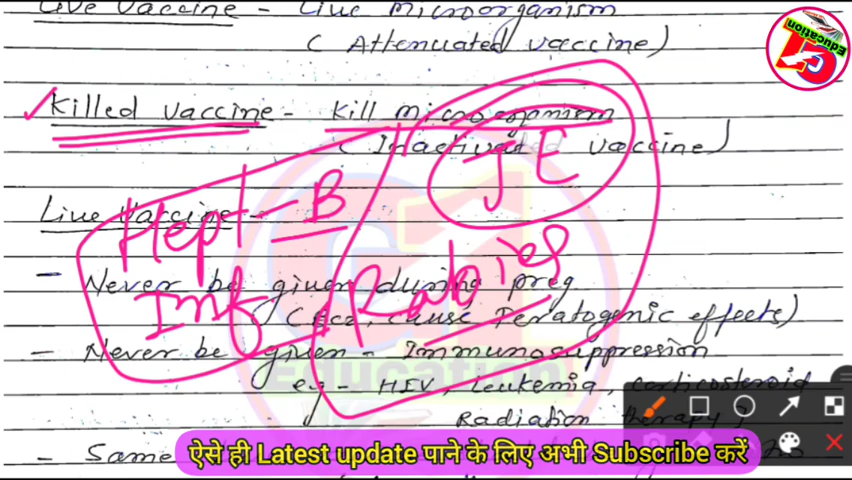 Live vaccine - Live microorganism
(Attenuated vaccine)
Killed vaccine - Kill microorganism
(Inactivated vaccine)
JE
Live vaccine -
Hept - B
- Never be given during preg
Inf
Rabies
(Bcz, cause Teratogenic effects)
- Never be given - Immunosuppression
eg - HIV, Leukemia, corticosteroid
Radiation therapy
- Same
ऐसे ही Latest update पाने के लिए अभी Subscribe करें
Education